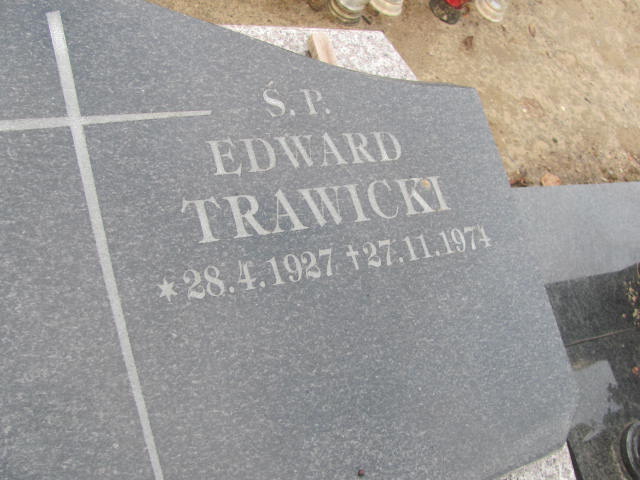 Ś. P.
EDWARD
TRAWICKI
* 28.4.1927 † 27.11.1974